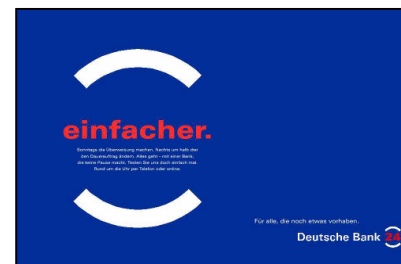 einfacher.
Sonntags die Überweisung machen. Nachts um halb drei
den Dauerauftrag ändern. Alles geht - mit einer Bank,
die keine Pause macht. Testen Sie uns doch einfach mal.
Rund um die Uhr per Telefon oder online.
Für alle, die noch etwas vorhaben.
Deutsche Bank 24